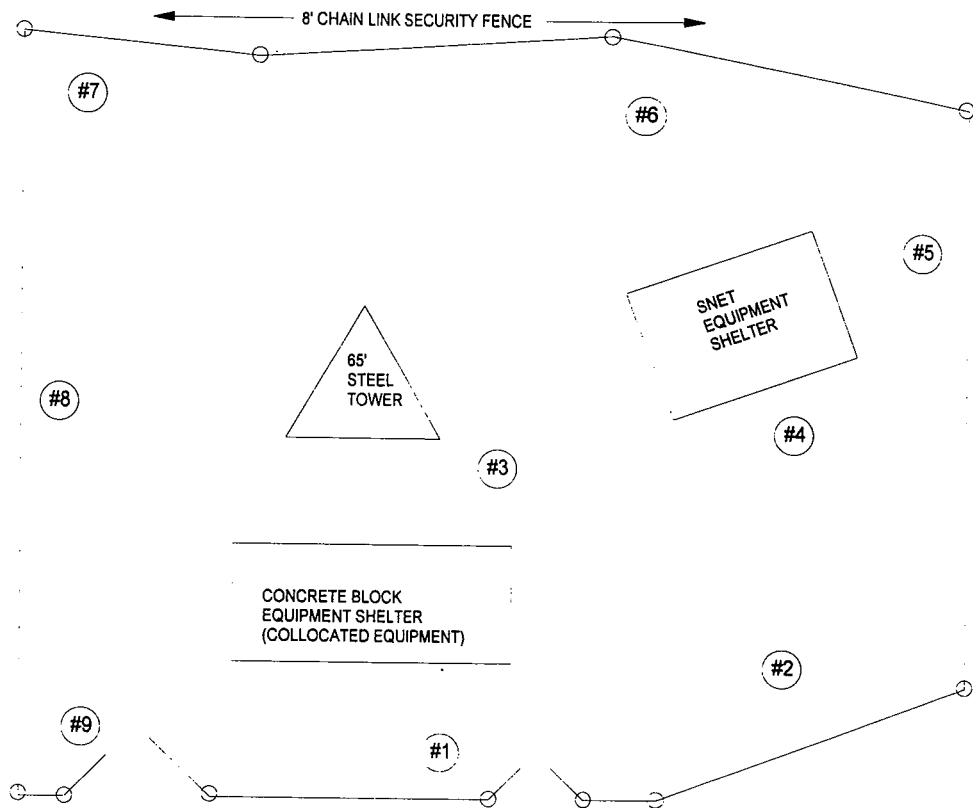 8' CHAIN LINK SECURITY FENCE
#7
#6
#5
SNET
EQUIPMENT
SHELTER
65'
STEEL
TOWER
#8
#4
#3
CONCRETE BLOCK
EQUIPMENT SHELTER
(COLLOCATED EQUIPMENT)
#2
#9
#1